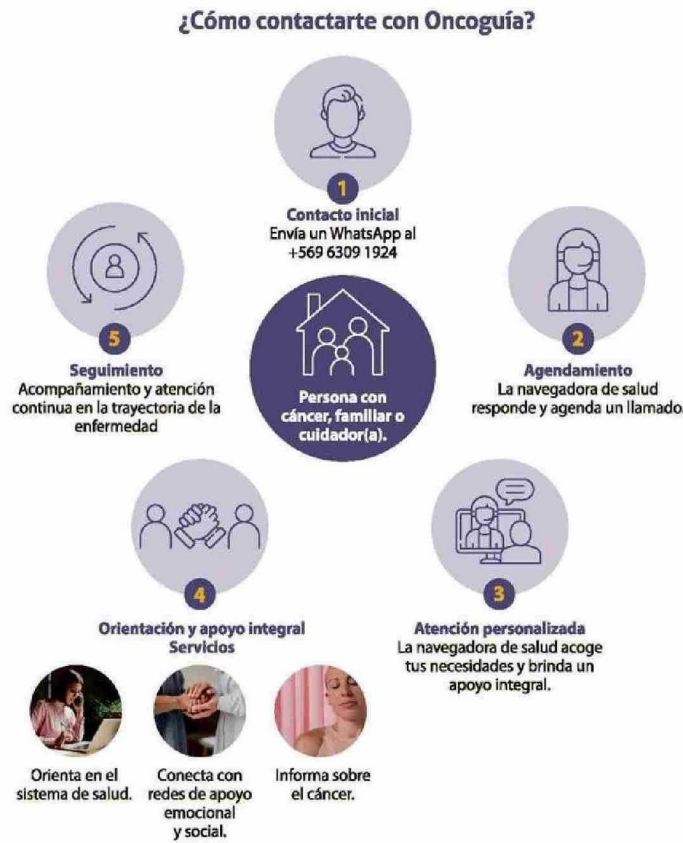 ¿Cómo contactarte con Oncoguía?
1
Contacto inicial
Envía un WhatsApp al
+569 6309 1924
2
Agendamiento
La navegadora de salud
responde y agenda un llamado.
3
Atención personalizada
La navegadora de salud acoge
tus necesidades y brinda un
apoyo integral.
4
Orientación y apoyo integral
Servicios
Orienta en el
sistema de salud.
Conecta con
redes de apoyo
emocional
y social.
Informa sobre
el cáncer.
5
Seguimiento
Acompañamiento y atención
continua en la trayectoria de la
enfermedad
Persona con
cáncer, familiar o
cuidador(a).